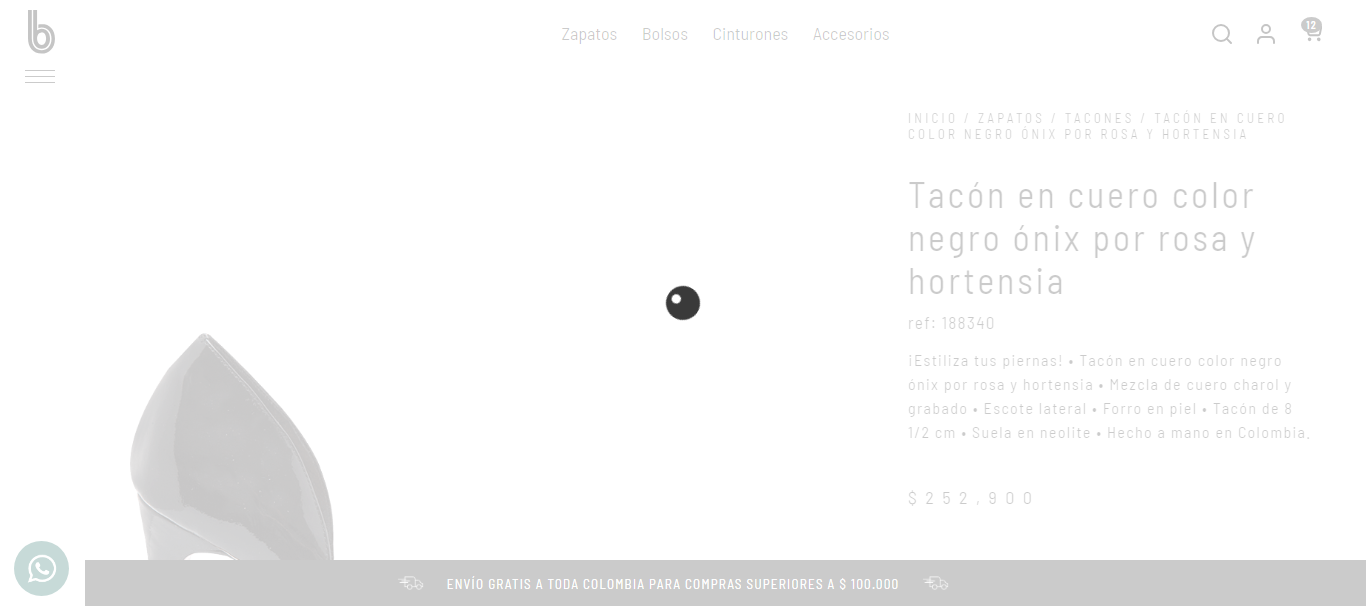 b
Zapatos Bolsos Cinturones Accesorios
12
INICIO / ZAPATOS / TACONES / TACÓN EN CUERO
COLOR NEGRO ÓNIX POR ROSA Y HORTENSIA
Tacón en cuero color
negro ónix por rosa y
hortensia
ref: 188340
¡Estiliza tus piernas! • Tacón en cuero color negro
ónix por rosa y hortensia • Mezcla de cuero charol y
grabado • Escote lateral • Forro en piel • Tacón de 8
1/2 cm • Suela en neolite • Hecho a mano en Colombia.
$252,900
ENVÍO GRATIS A TODA COLOMBIA PARA COMPRAS SUPERIORES A $ 100.000